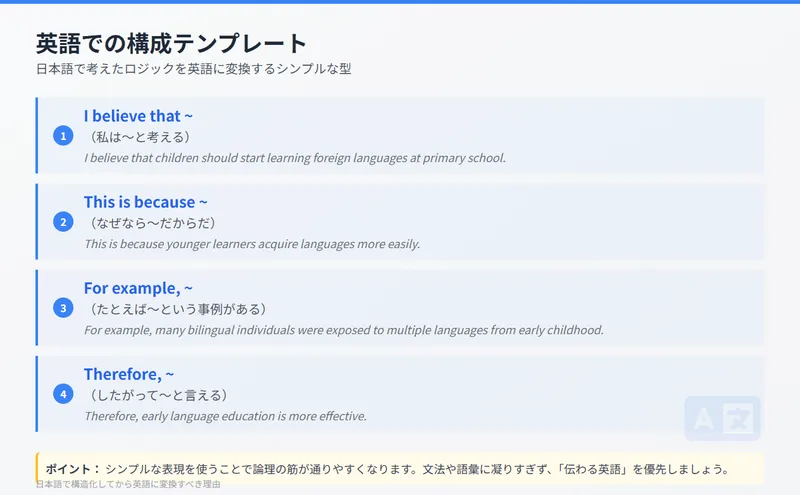 英語での構成テンプレート
日本語で考えたロジックを英語に変換するシンプルな型
1
I believe that ~
（私は〜と考える）
I believe that children should start learning foreign languages at primary school.
2
This is because ~
（なぜなら〜だからだ）
This is because younger learners acquire languages more easily.
3
For example, ~
（たとえば〜という事例がある）
For example, many bilingual individuals were exposed to multiple languages from early childhood.
4
Therefore, ~
（したがって〜と言える）
Therefore, early language education is more effective.
A 文
ポイント： シンプルな表現を使うことで論理の筋が通りやすくなります。文法や語彙に凝りすぎず、「伝わる英語」を優先しましょう。
日本語で構造化してから英語に変換すべき理由